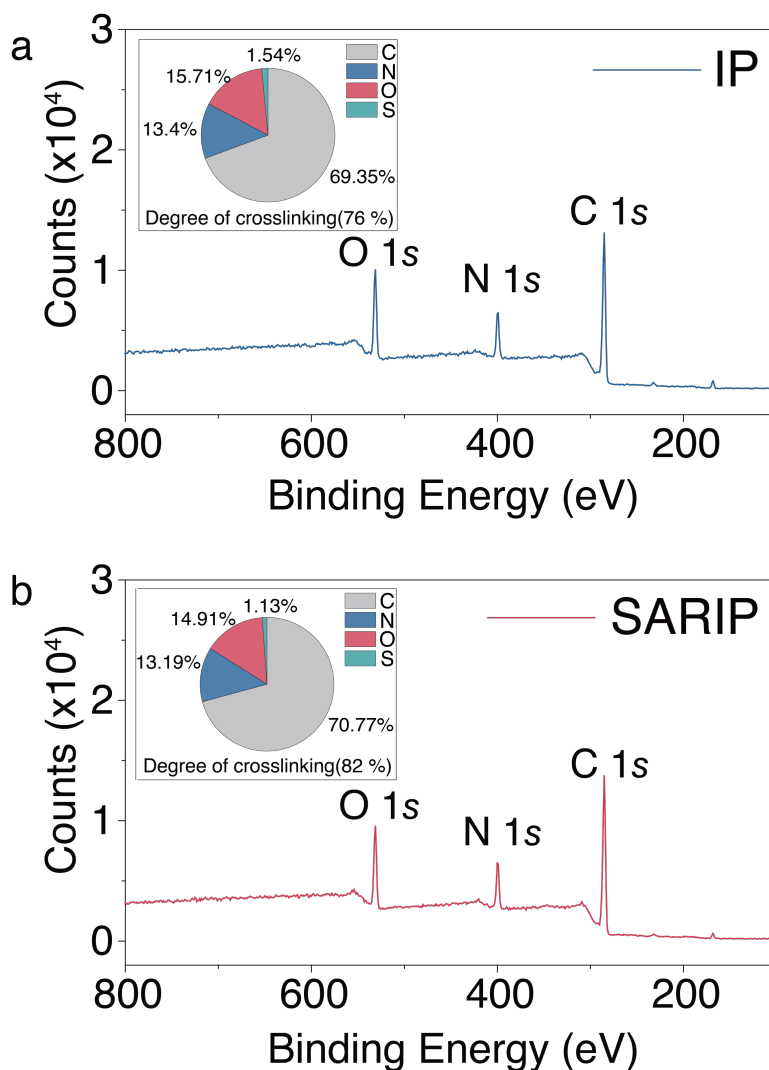 a
3
2
1
0
Counts (x10⁴)
1.54%
15.71%
13.4%
69.35%
C
N
O
S
Degree of crosslinking(76 %)
IP
O 1s
N 1s
C 1s
800
600
400
200
Binding Energy (eV)
b
3
2
1
0
Counts (x10⁴)
1.13%
14.91%
13.19%
70.77%
C
N
O
S
Degree of crosslinking(82 %)
SARIP
O 1s
N 1s
C 1s
800
600
400
200
Binding Energy (eV)